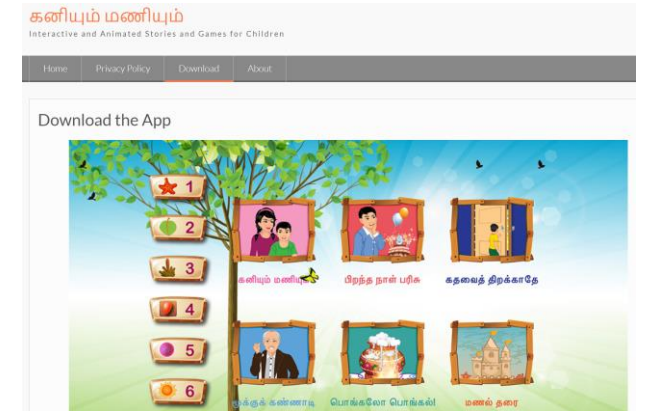 கனியும் மணியும்
Interactive and Animated Stories and Games for Children
Home Privacy Policy Download About
Download the App
1
2
3
4
5
6
கனியும் பிறந்த நாள் பரிசு கதவைத் திறக்காதே
கண்ணாடி பொங்கலோ பொங்கல்! மணல் தரை